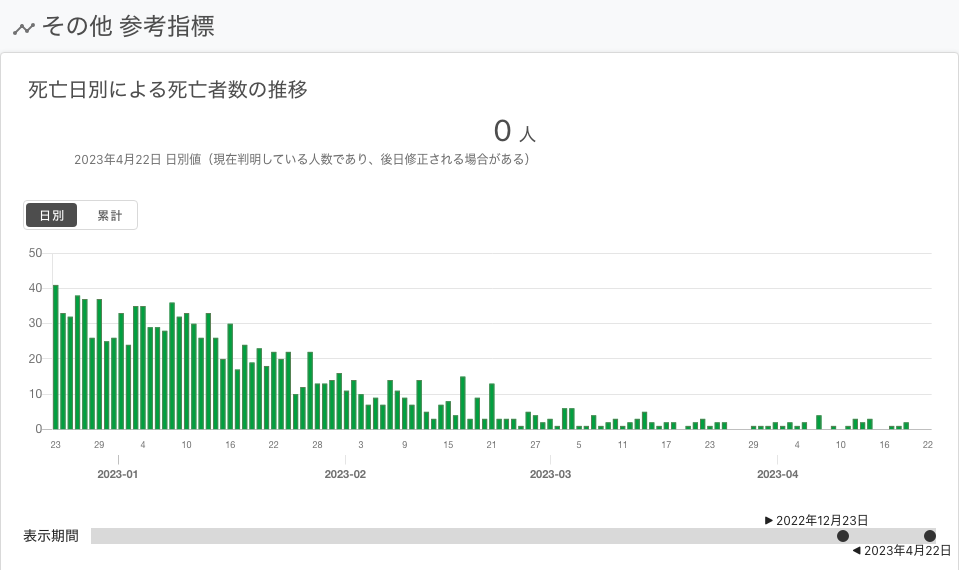 その他 参考指標
死亡日別による死亡者数の推移
0 人
2023年4月22日 日別値（現在判明している人数であり、後日修正される場合がある）
日別 累計
50
40
30
20
10
0
23 29 4 10 16 22 28 3 9 15 21 27 5 11 17 23 29 4 10 16 22
2023-01 2023-02 2023-03 2023-04
▶ 2022年12月23日
表示期間
◀ 2023年4月22日